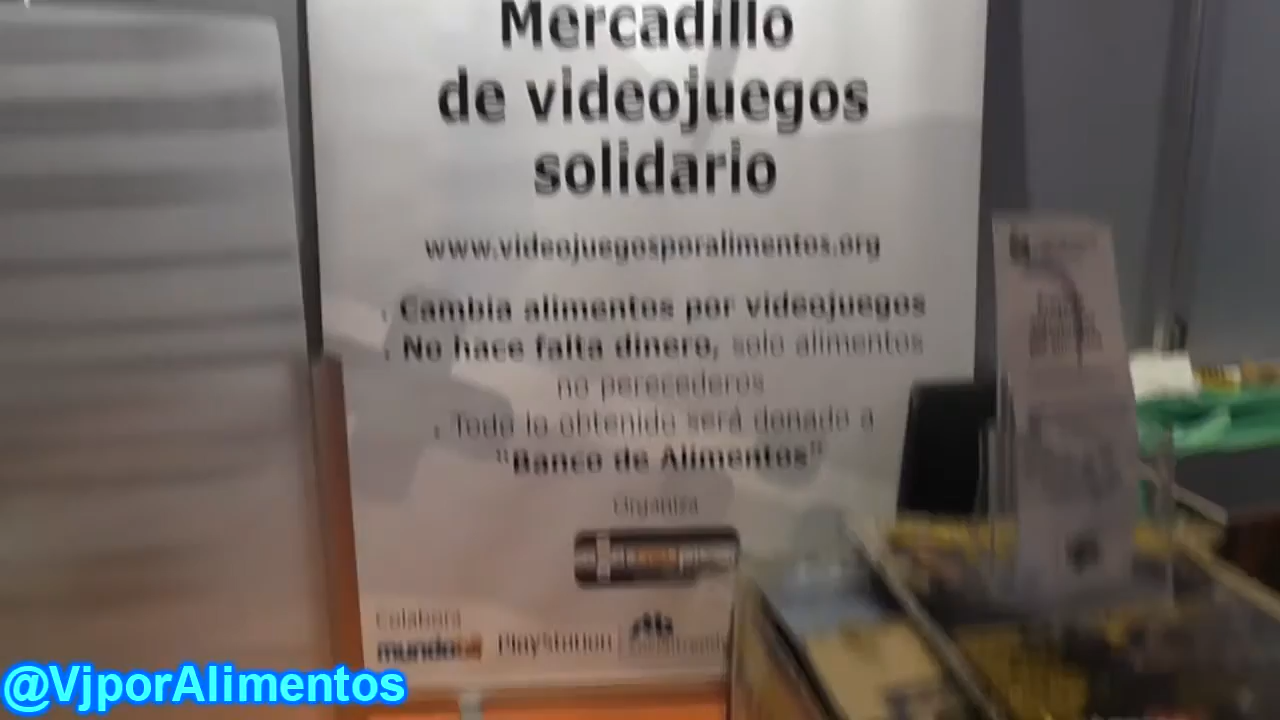 Mercadillo
de videojuegos
solidario
www.videojuegosporalimentos.org
. Cambia alimentos por videojuegos
. No hace falta dinero, solo alimentos
no perecederos
. Todo lo obtenido será donado a
"Banco de Alimentos"
Organiza
Colabora
PlayStation
@VjporAlimentos